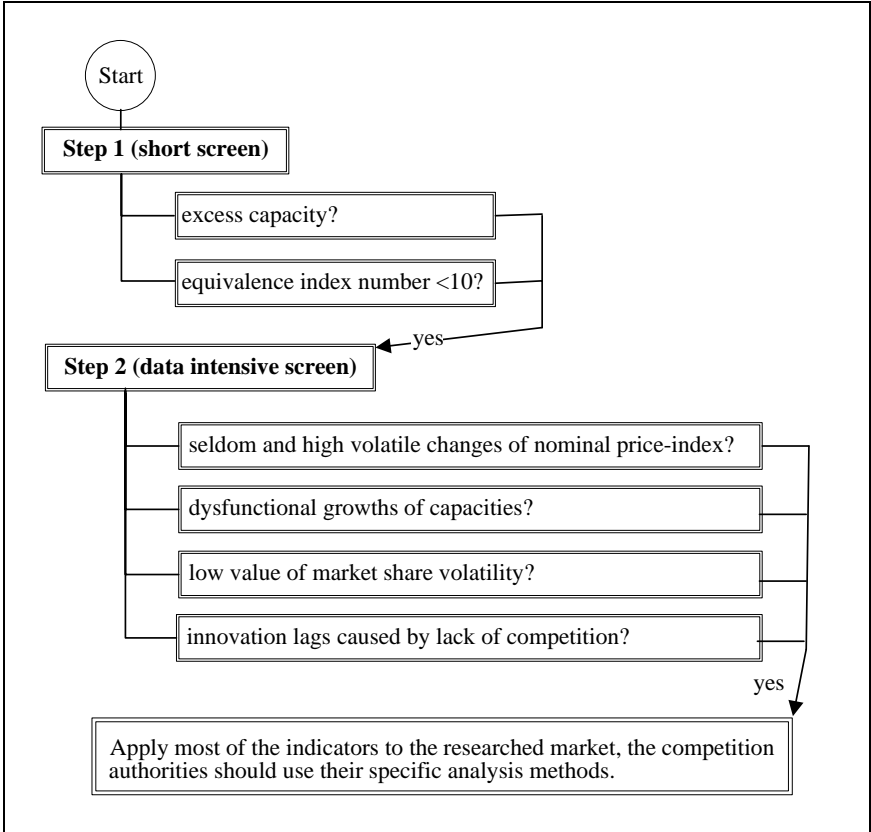 Start
Step 1 (short screen)
excess capacity?
equivalence index number <10?
yes
Step 2 (data intensive screen)
seldom and high volatile changes of nominal price-index?
dysfunctional growths of capacities?
low value of market share volatility?
innovation lags caused by lack of competition?
yes
Apply most of the indicators to the researched market, the competition
authorities should use their specific analysis methods.